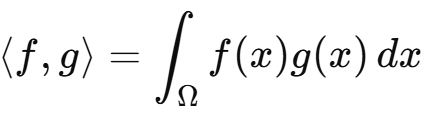 ⟨f, g⟩ = ∫_Ω f(x)g(x) dx